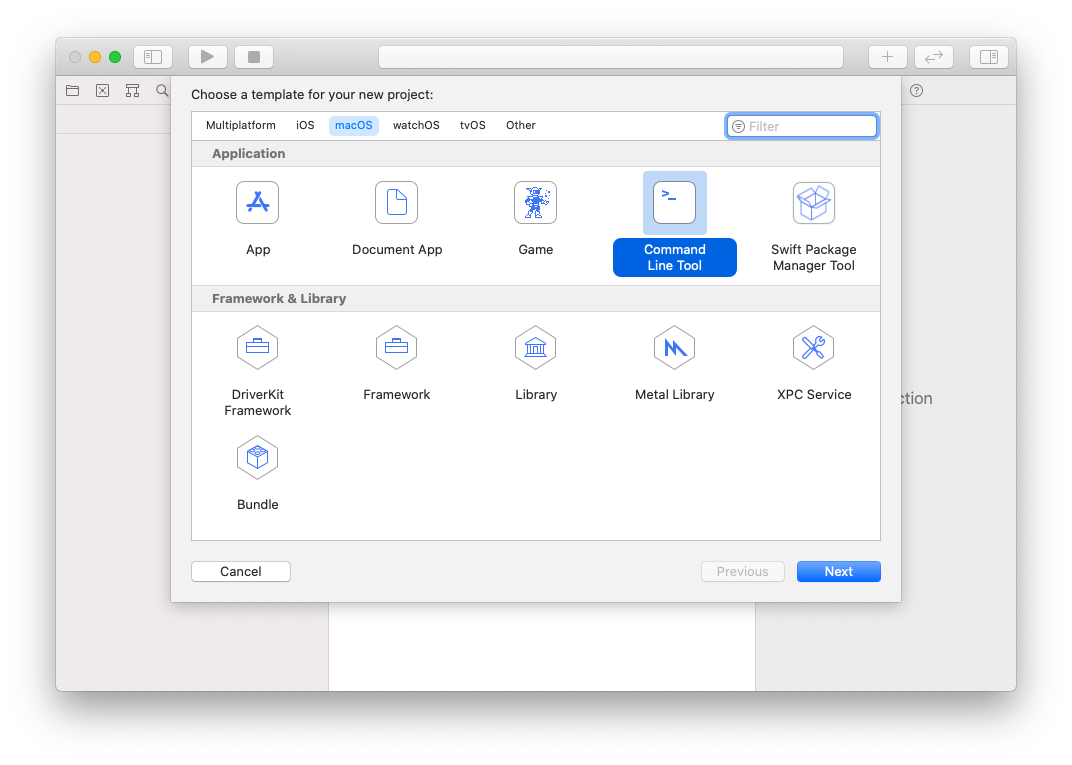 Choose a template for your new project:
Multiplatform iOS macOS watchOS tvOS Other Filter
Application
App Document App Game Command Line Tool Swift Package Manager Tool
Framework & Library
DriverKit Framework Framework Library Metal Library XPC Service
Bundle
Cancel Previous Next